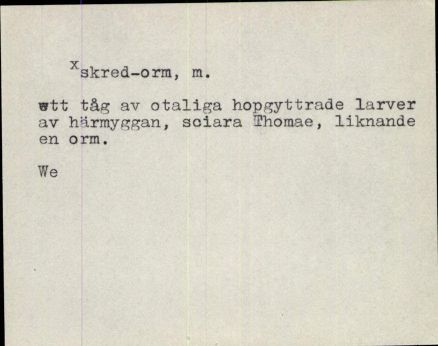 xskred-orm, m.
ett tåg av otaliga hopgyttrade larver
av härmyggan, sciara Thomae, liknande
en orm.
We